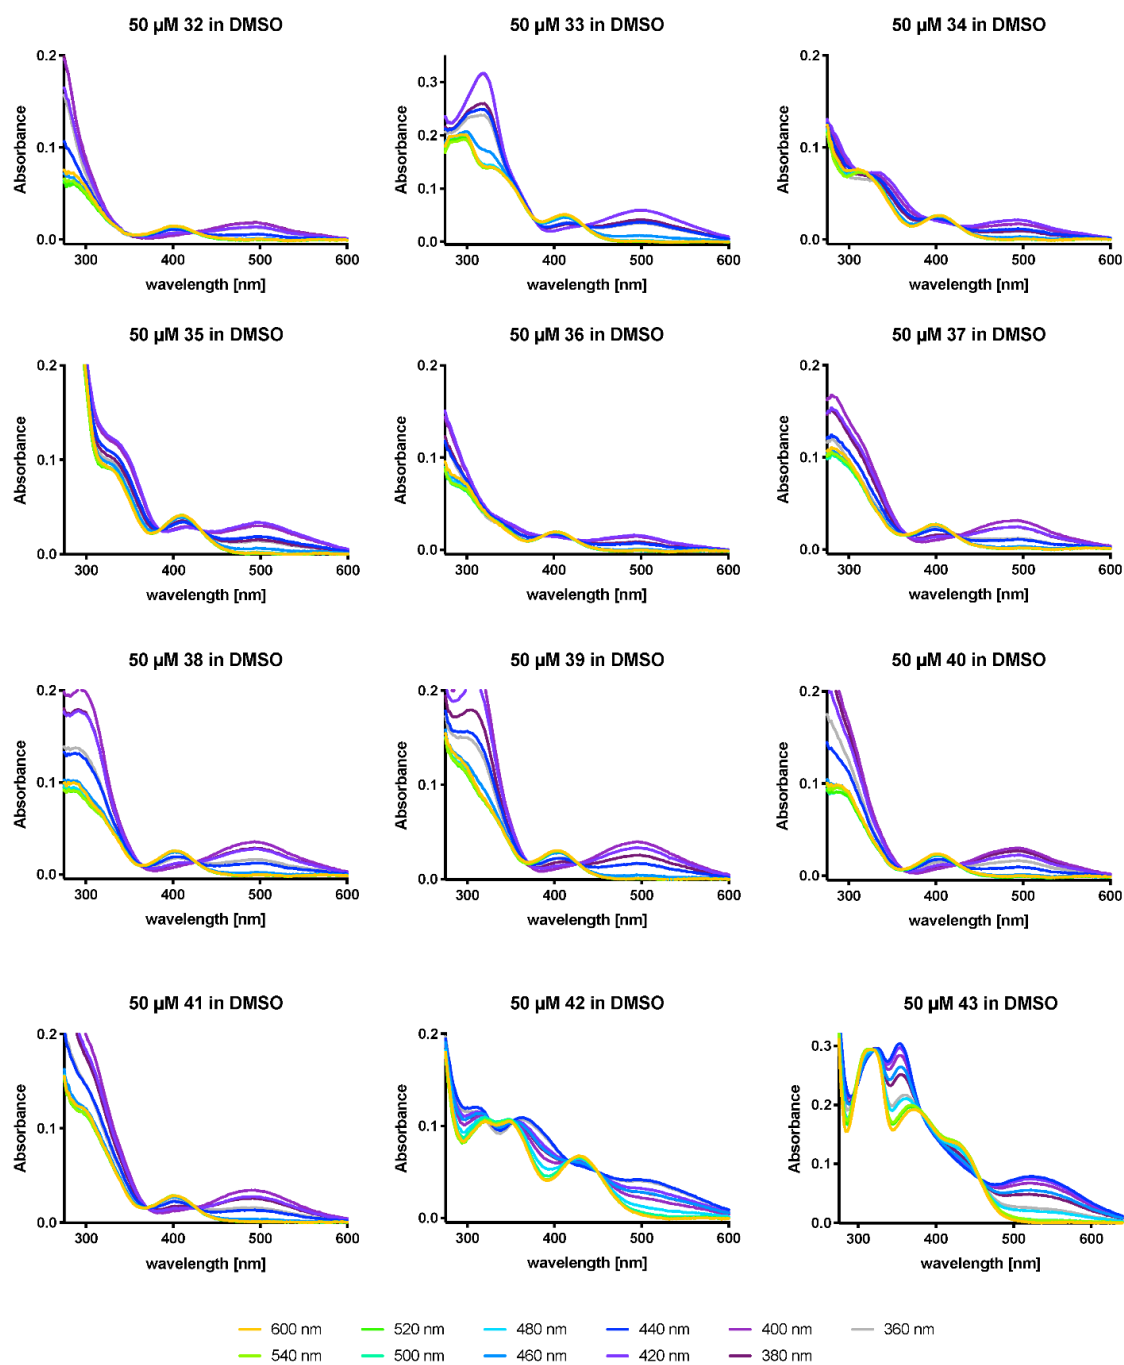 50 µM 32 in DMSO
0.2
0.1
0.0
Absorbance
300 400 500 600
wavelength [nm]
50 µM 33 in DMSO
0.3
0.2
0.1
0.0
Absorbance
300 400 500 600
wavelength [nm]
50 µM 34 in DMSO
0.2
0.1
0.0
Absorbance
300 400 500 600
wavelength [nm]
50 µM 35 in DMSO
0.2
0.1
0.0
Absorbance
300 400 500 600
wavelength [nm]
50 µM 36 in DMSO
0.2
0.1
0.0
Absorbance
300 400 500 600
wavelength [nm]
50 µM 37 in DMSO
0.2
0.1
0.0
Absorbance
300 400 500 600
wavelength [nm]
50 µM 38 in DMSO
0.2
0.1
0.0
Absorbance
300 400 500 600
wavelength [nm]
50 µM 39 in DMSO
0.2
0.1
0.0
Absorbance
300 400 500 600
wavelength [nm]
50 µM 40 in DMSO
0.2
0.1
0.0
Absorbance
300 400 500 600
wavelength [nm]
50 µM 41 in DMSO
0.2
0.1
0.0
Absorbance
300 400 500 600
wavelength [nm]
50 µM 42 in DMSO
0.2
0.1
0.0
Absorbance
300 400 500 600
wavelength [nm]
50 µM 43 in DMSO
0.3
0.2
0.1
0.0
Absorbance
300 400 500 600
wavelength [nm]
600 nm 520 nm 480 nm 440 nm 400 nm 360 nm
540 nm 500 nm 460 nm 420 nm 380 nm